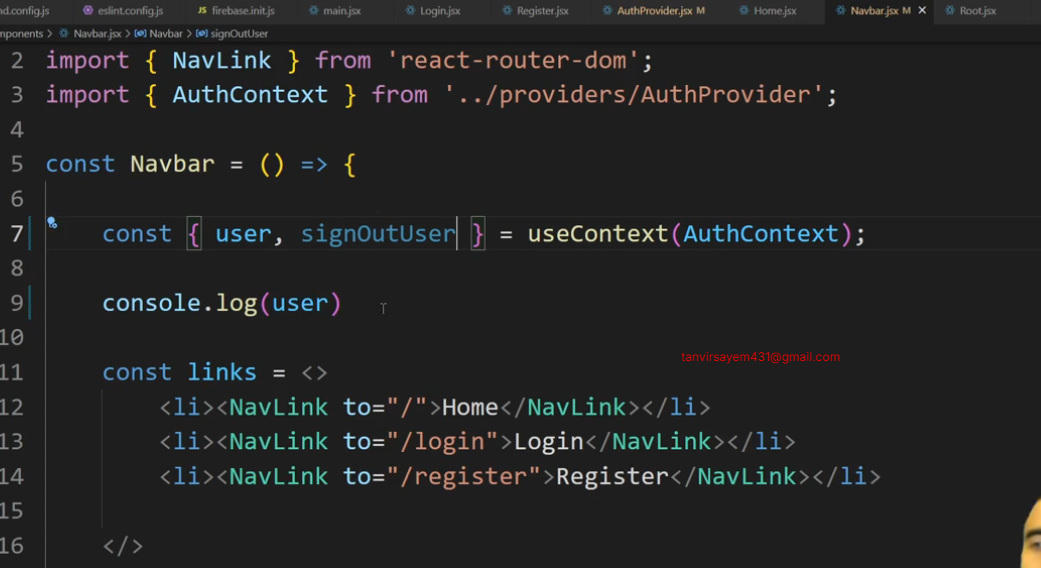 nd.config.js eslint.config.js JS firebase.init.js main.jsx Login.jsx Register.jsx AuthProvider.jsx M Home.jsx Navbar.jsx M × Root.jsx
mponents > Navbar.jsx > Navbar > signOutUser
2 import { NavLink } from 'react-router-dom';
3 import { AuthContext } from '../providers/AuthProvider';
4
5 const Navbar = () => {
6
7 const { user, signOutUser } = useContext(AuthContext);
8
9 console.log(user)
10
tanvirsayem431@gmail.com
11 const links = <>
12 <li><NavLink to="/">Home</NavLink></li>
13 <li><NavLink to="/login">Login</NavLink></li>
14 <li><NavLink to="/register">Register</NavLink></li>
15
16 </>